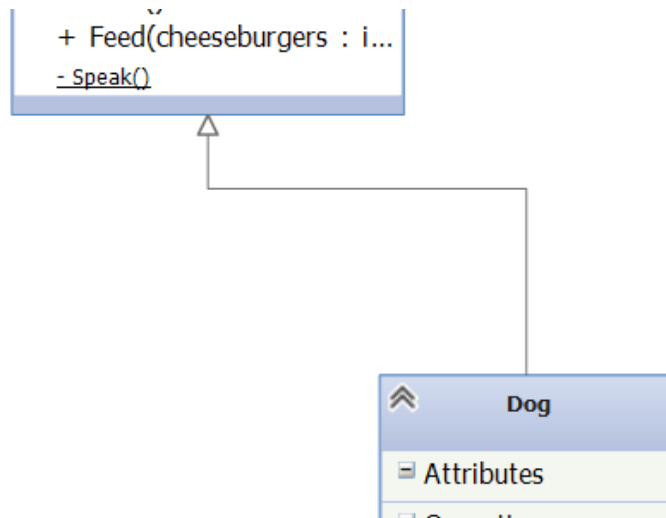 + Feed(cheeseburgers : i...
- Speak()
Dog
Attributes